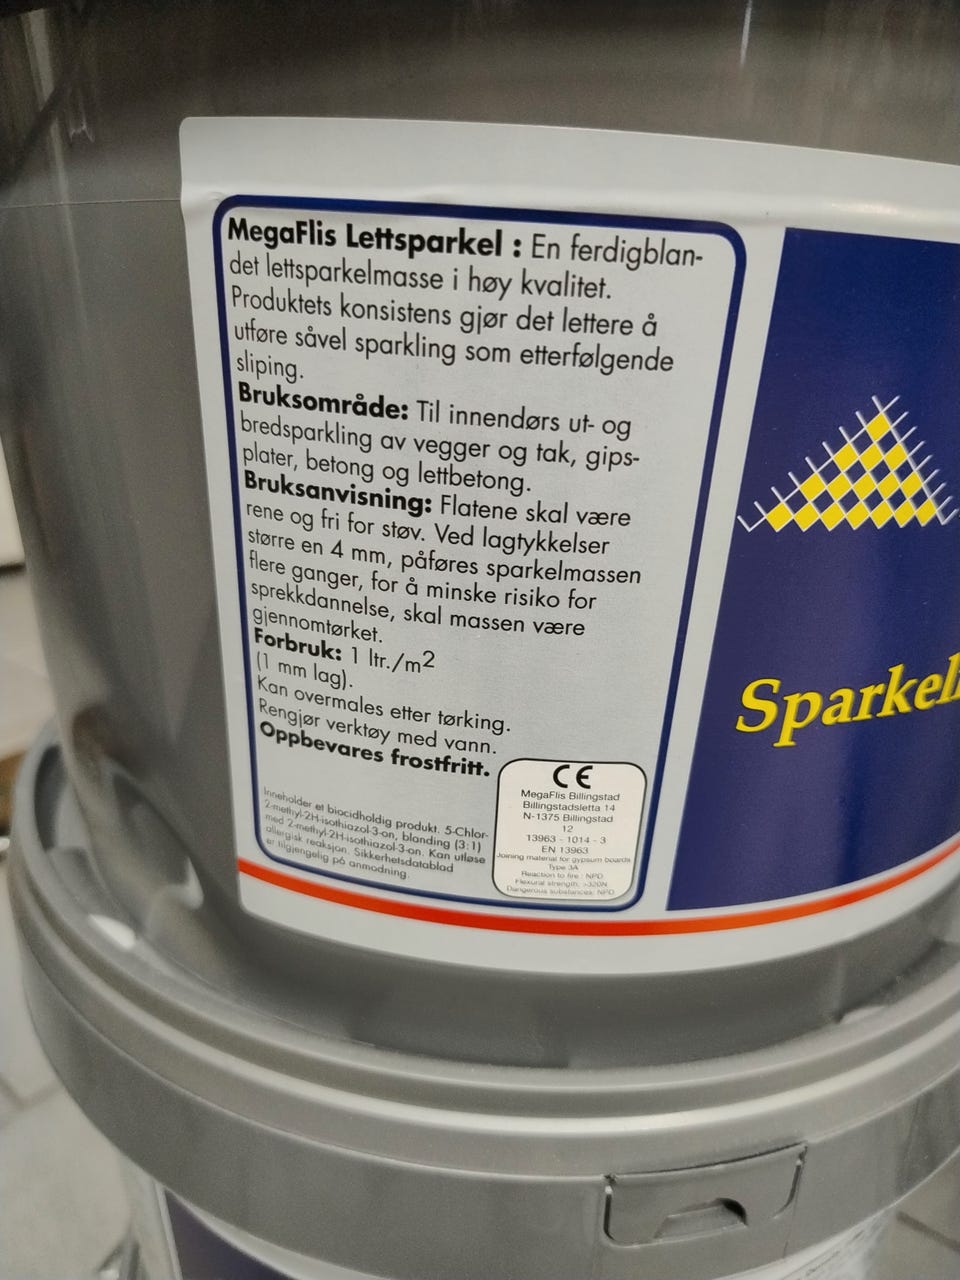 MegaFlis Lettsparkel : En ferdigblan-
det lettsparkelmasse i høy kvalitet.
Produktets konsistens gjør det lettere å
utføre såvel sparkling som etterfølgende
sliping.
Bruksområde: Til innendørs ut- og
bredsparkling av vegger og tak, gips-
plater, betong og lettbetong.
Bruksanvisning: Flatene skal være
rene og fri for støv. Ved lagtykkelser
større en 4 mm, påføres sparkelmassen
flere ganger, for å minske risiko for
sprekkdannelse, skal massen være
gjennomtørket.
Forbruk: 1 ltr./m2
(1 mm lag).
Kan overmales etter tørking.
Rengjør verktøy med vann.
Oppbevares frostfritt.
Inneholder et biocidholdig produkt. 5-Chlor-
2-methyl-2H-isothiazol-3-on, blanding (3:1)
med 2-methyl-2H-isothiazol-3-on. Kan utløse
allergisk reaksjon. Sikkerhetsdatablad
er tilgjengelig på anmodning.
CE
MegaFlis Billingstad
Billingstadsletta 14
N-1375 Billingstad
12
13963 - 1014 - 3
EN 13963
Joining material for gypsum boards
Type 3A
Reaction to fire : NPD
Flexural strength; >320N
Dangerous substances: NPD
Sparkel